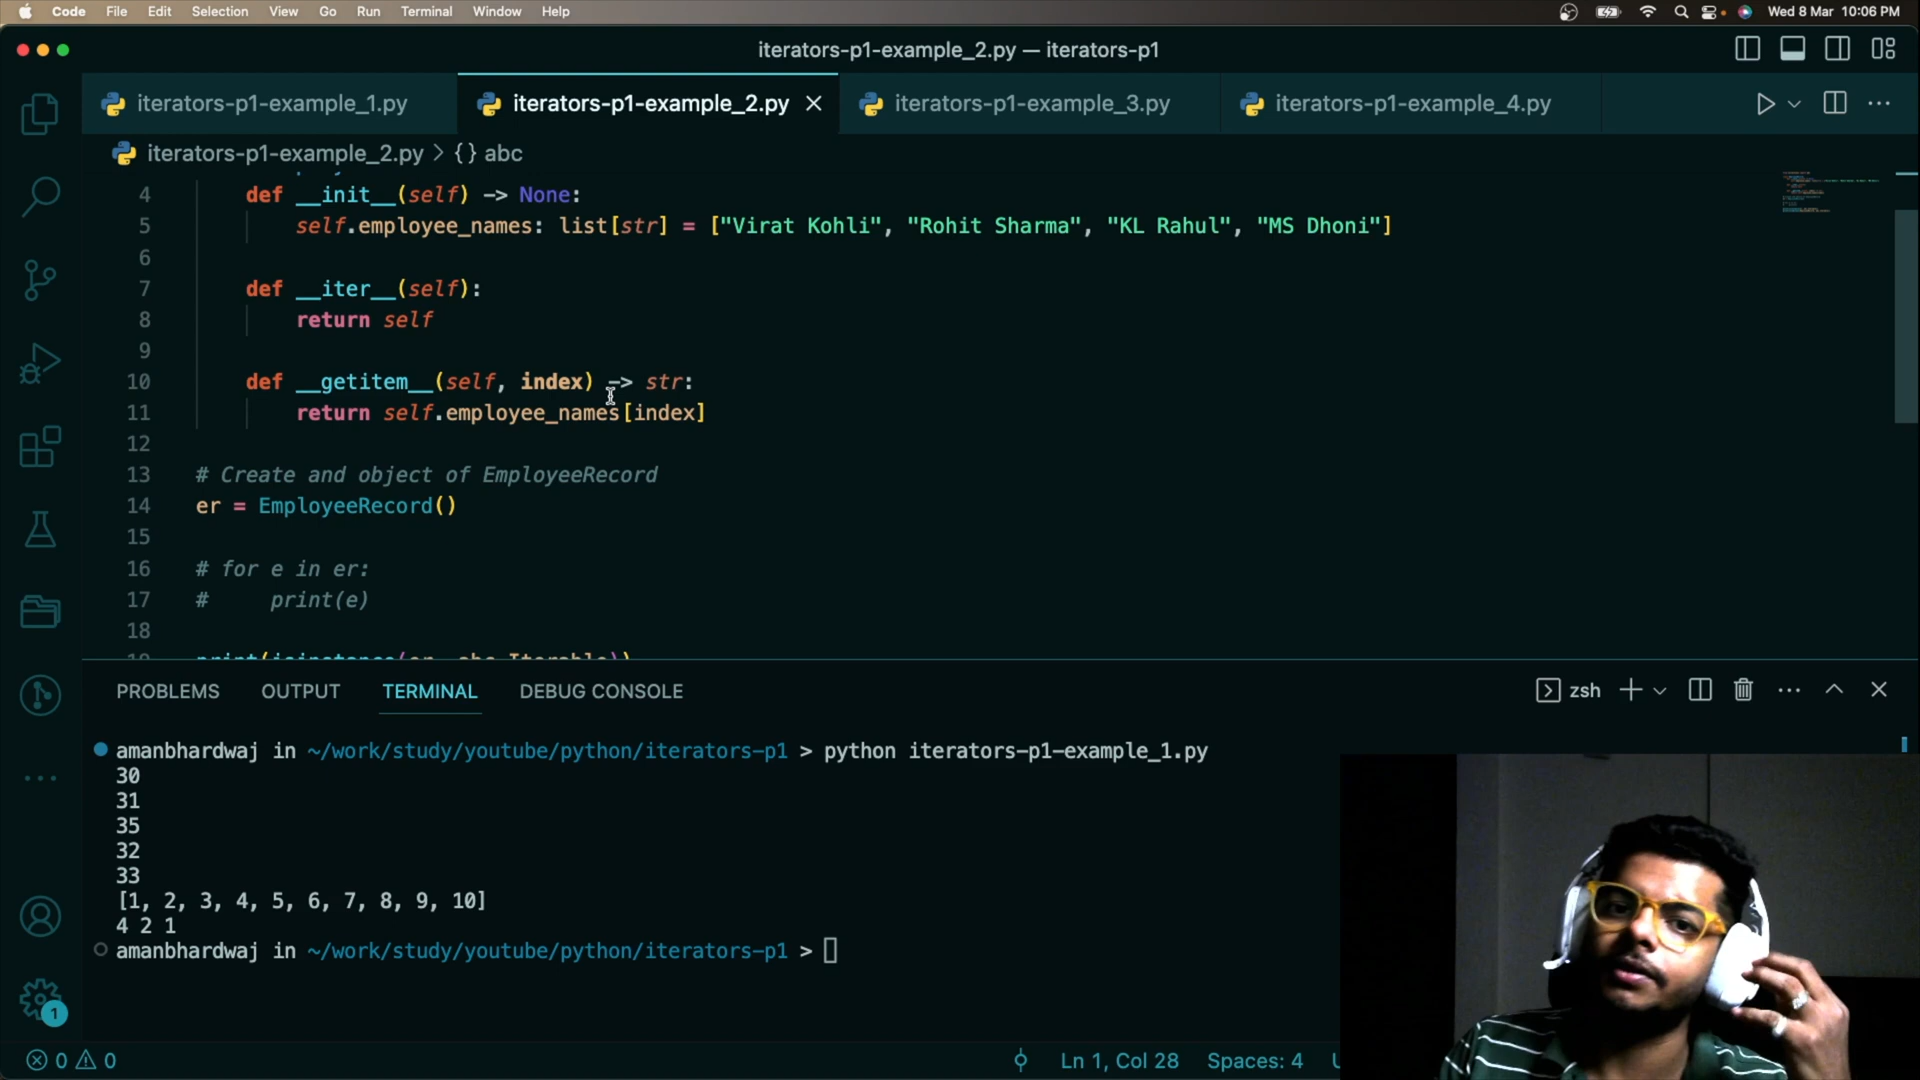 Code File Edit Selection View Go Run Terminal Window Help Wed 8 Mar 10:06 PM
iterators-p1-example_2.py — iterators-p1
iterators-p1-example_1.py iterators-p1-example_2.py iterators-p1-example_3.py iterators-p1-example_4.py
iterators-p1-example_2.py > {} abc
4 def __init__(self) -> None:
5 self.employee_names: list[str] = ["Virat Kohli", "Rohit Sharma", "KL Rahul", "MS Dhoni"]
6
7 def __iter__(self):
8 return self
9
10 def __getitem__(self, index) -> str:
11 return self.employee_names[index]
12
13 # Create and object of EmployeeRecord
14 er = EmployeeRecord()
15
16 # for e in er:
17 # print(e)
18
19 print(isinstance(er, abc.Iterable))
PROBLEMS OUTPUT TERMINAL DEBUG CONSOLE zsh
amanbhardwaj in ~/work/study/youtube/python/iterators-p1 > python iterators-p1-example_1.py
30
31
35
32
33
[1, 2, 3, 4, 5, 6, 7, 8, 9, 10]
4 2 1
amanbhardwaj in ~/work/study/youtube/python/iterators-p1 >
1
0 0 Ln 1, Col 28 Spaces: 4